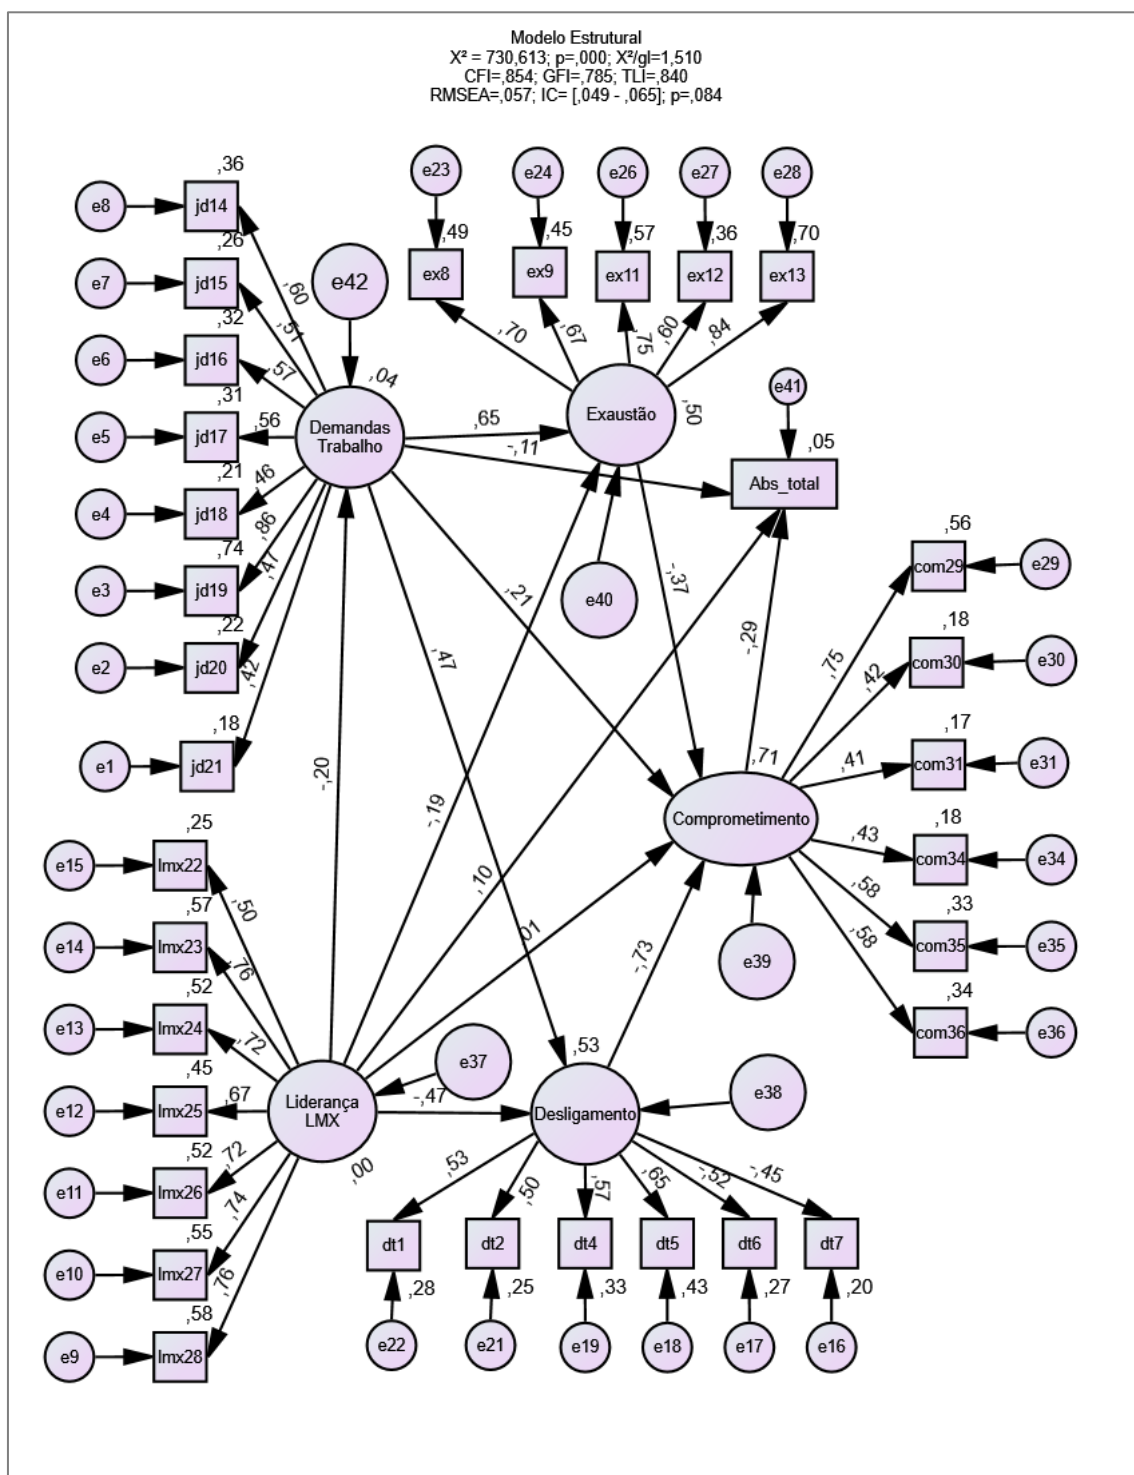 Modelo Estrutural
X² = 730,613; p=,000; X²/gl=1,510
CFI=,854; GFI=,785; TLI=,840
RMSEA=,057; IC= [,049 - ,065]; p=,084
e23
e24
e26
e27
e28
,49
,45
,57
,36
,70
ex8
ex9
ex11
ex12
ex13
,70
,67
,75
,60
,84
Exaustão
,50
e40
e42
,04
Demandas
Trabalho
,36
e8
jd14
,60
,26
e7
jd15
,51
,32
e6
jd16
,57
,31
e5
jd17
,56
,21
e4
jd18
,46
,74
e3
jd19
,86
,22
e2
jd20
,47
,18
e1
jd21
,42
,65
-,11
e41
,05
Abs_total
,21
,47
-,37
-,29
-,20
-,19
,10
,01
-,73
-,47
,71
Comprometimento
e39
,56
com29
e29
,75
,18
com30
e30
,42
,17
com31
e31
,41
,18
com34
e34
,43
,33
com35
e35
,58
,34
com36
e36
,58
,25
e15
lmx22
,50
,57
e14
lmx23
,76
,52
e13
lmx24
,72
,45
e12
lmx25
,67
,52
e11
lmx26
,72
,55
e10
lmx27
,74
,58
e9
lmx28
,76
Liderança
LMX
,00
e37
,53
Desligamento
e38
,53
,50
,57
,65
-,52
-,45
dt1
dt2
dt4
dt5
dt6
dt7
,28
,25
,33
,43
,27
,20
e22
e21
e19
e18
e17
e16